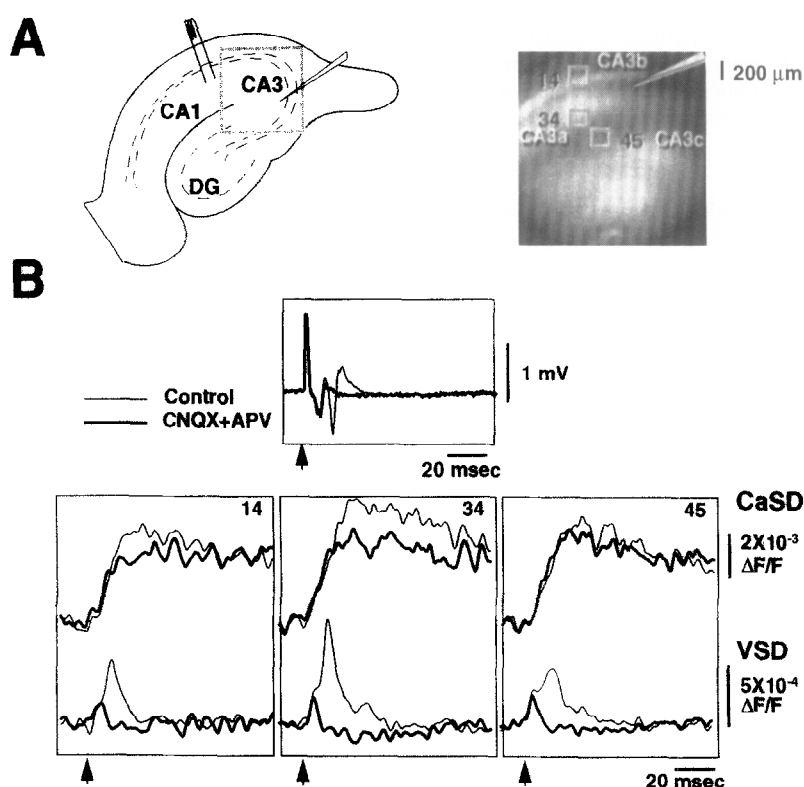 A
CA1
CA3
DG
CA3b
14
34
CA3a
45
CA3c
200 μm
B
Control
CNQX+APV
1 mV
20 msec
14
34
45
CaSD
2X10⁻³
ΔF/F
VSD
5X10⁻⁴
ΔF/F
20 msec